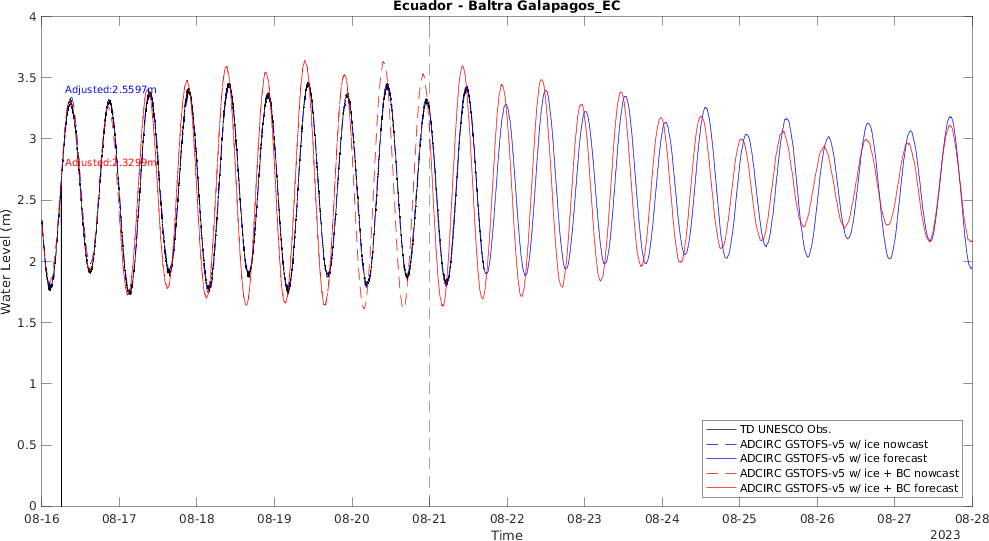 Ecuador - Baltra Galapagos_EC
4
3.5
3
2.5
2
1.5
1
0.5
0
Water Level (m)
Adjusted:2.5597m
Adjusted:2.3299m
TD UNESCO Obs.
ADCIRC GSTOFS-v5 w/ ice nowcast
ADCIRC GSTOFS-v5 w/ ice forecast
ADCIRC GSTOFS-v5 w/ ice + BC nowcast
ADCIRC GSTOFS-v5 w/ ice + BC forecast
08-16 08-17 08-18 08-19 08-20 08-21 08-22 08-23 08-24 08-25 08-26 08-27 08-28
Time
2023